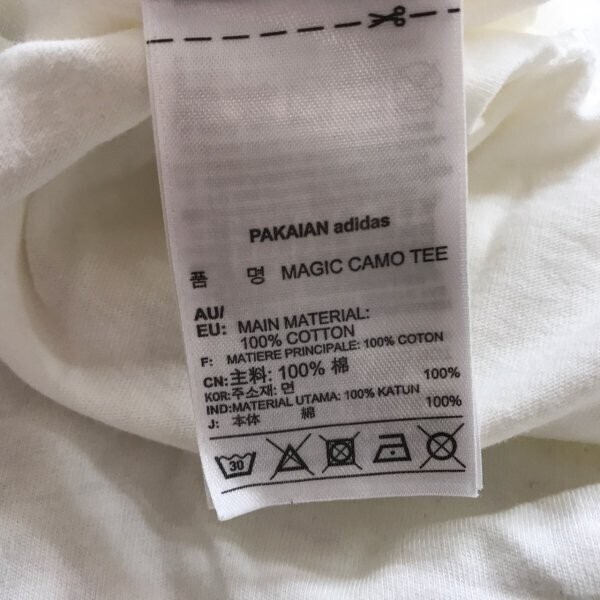 PAKAIAN adidas
품 명 MAGIC CAMO TEE
AU/
EU: MAIN MATERIAL:
100% COTTON
F: MATIERE PRINCIPALE: 100% COTON
CN:主料: 100% 棉
KOR:주소재: 면 100%
IND:MATERIAL UTAMA: 100% KATUN
J: 本体 綿 100%
30